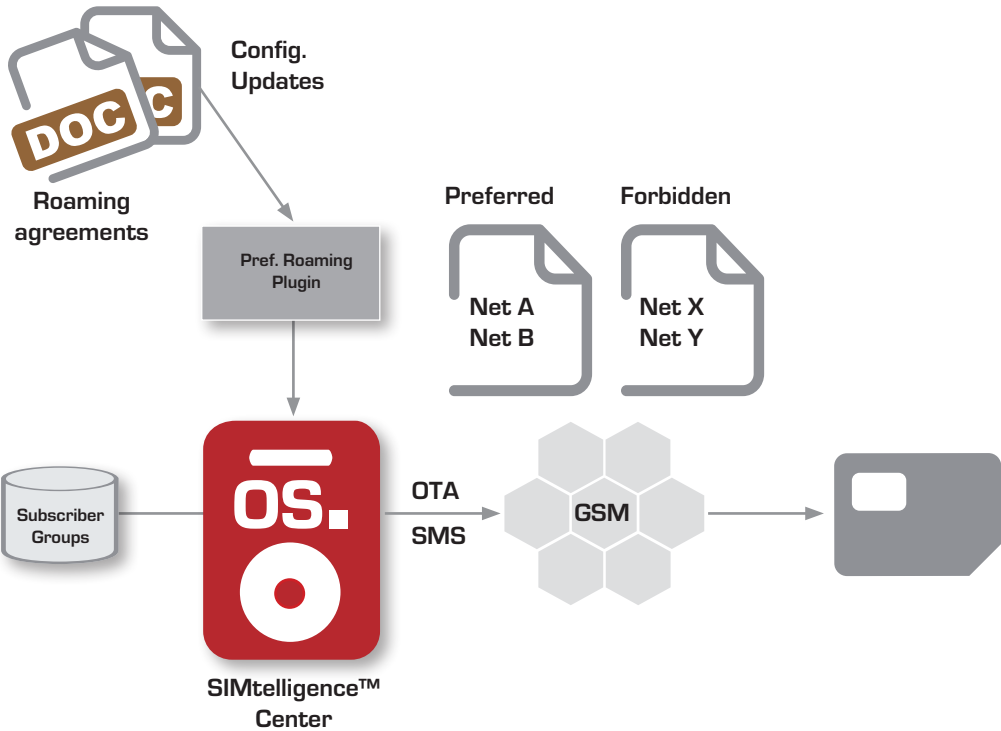 Config.
Updates
DOC
C
Roaming
agreements
Pref. Roaming
Plugin
Preferred
Forbidden
Net A
Net B
Net X
Net Y
Subscriber
Groups
OS.
OTA
SMS
GSM
SIMtelligence™
Center